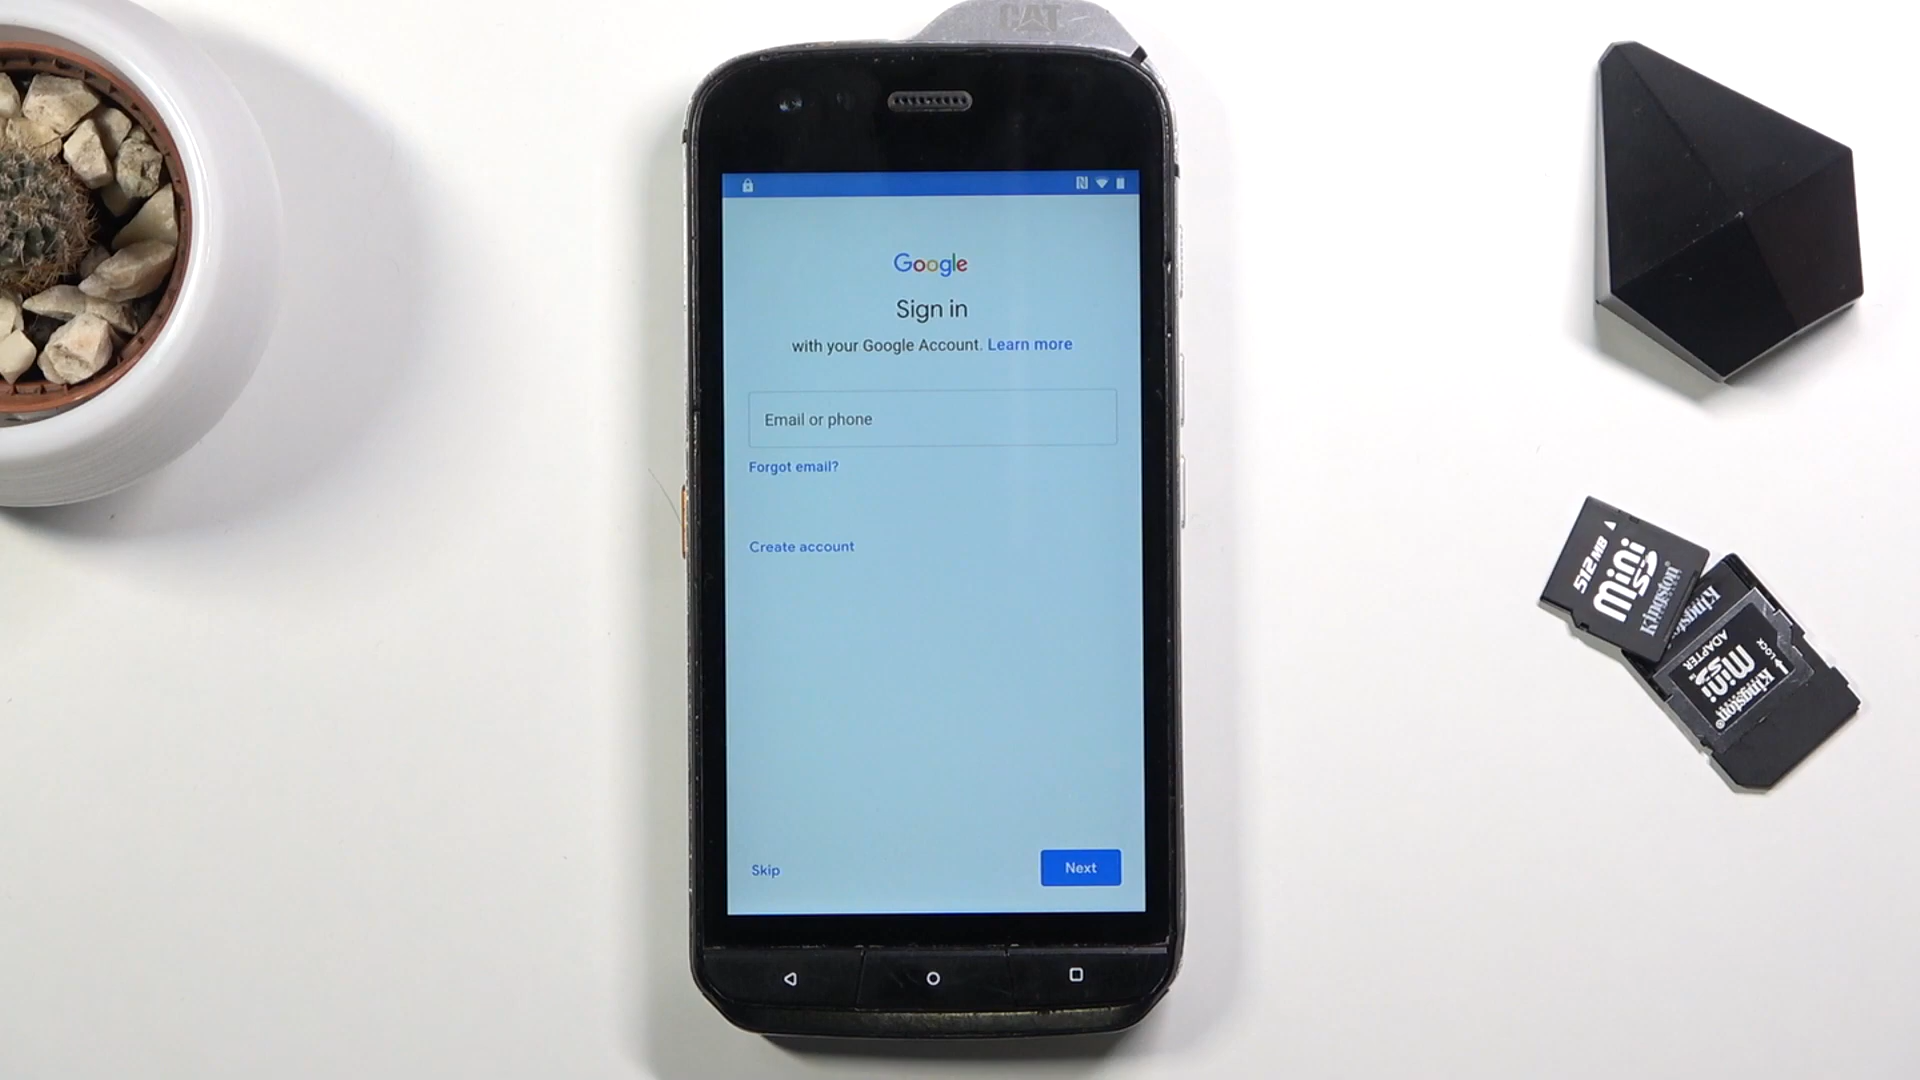 CAT
Google
Sign in
with your Google Account. Learn more
Email or phone
Forgot email?
Create account
Skip
Next
512MB
mini
SD
Kingston
Kingston
ADAPTER
LOCK
mini
SD
Kingston